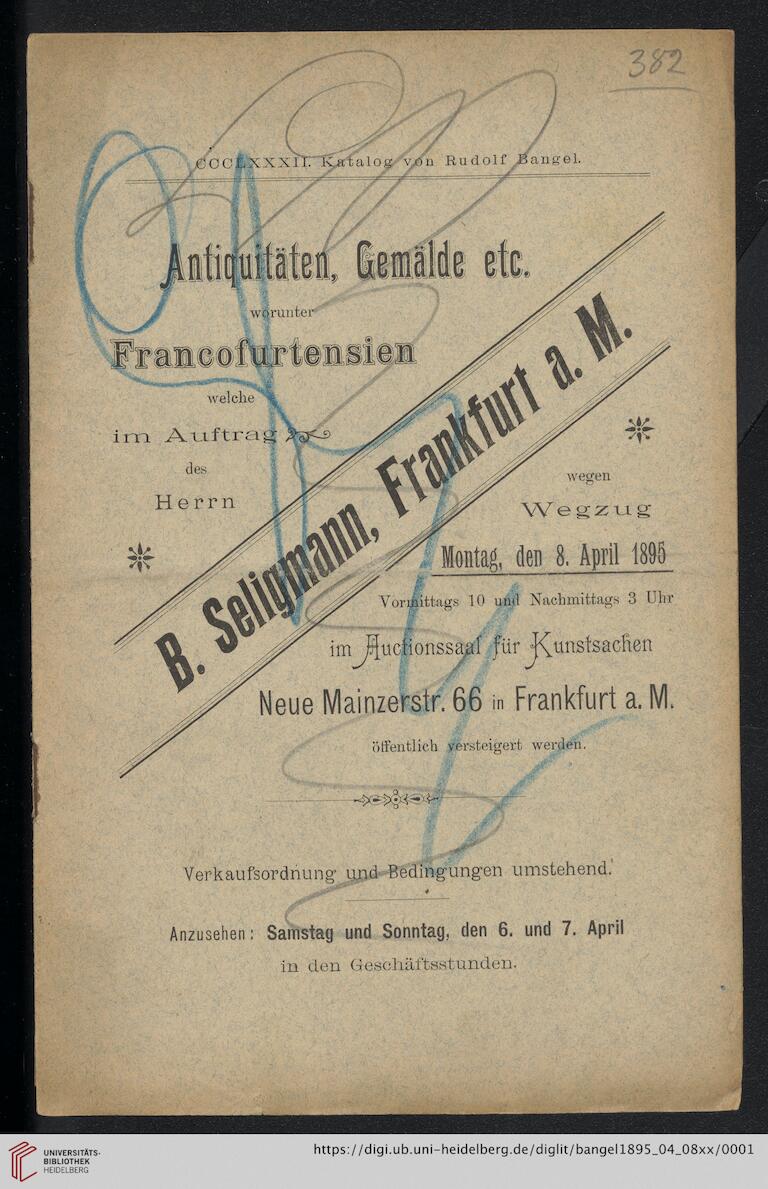 382
CCCLXXXII. Katalog von Rudolf Bangel.
Antiquitäten, Gemälde etc.
worunter
Francofurtensien
welche
im Auftrag
des
Herrn
B. Seligmann, Frankfurt a. M.
wegen
Wegzug
Montag, den 8. April 1895
Vormittags 10 und Nachmittags 3 Uhr
im Auctionssaal für Kunstsachen
Neue Mainzerstr. 66 in Frankfurt a. M.
öffentlich versteigert werden.
Verkaufsordnung und Bedingungen umstehend.
Anzusehen: Samstag und Sonntag, den 6. und 7. April
in den Geschäftsstunden.
UNIVERSITÄTS-
BIBLIOTHEK
HEIDELBERG
https://digi.ub.uni-heidelberg.de/diglit/bangel1895_04_08xx/0001